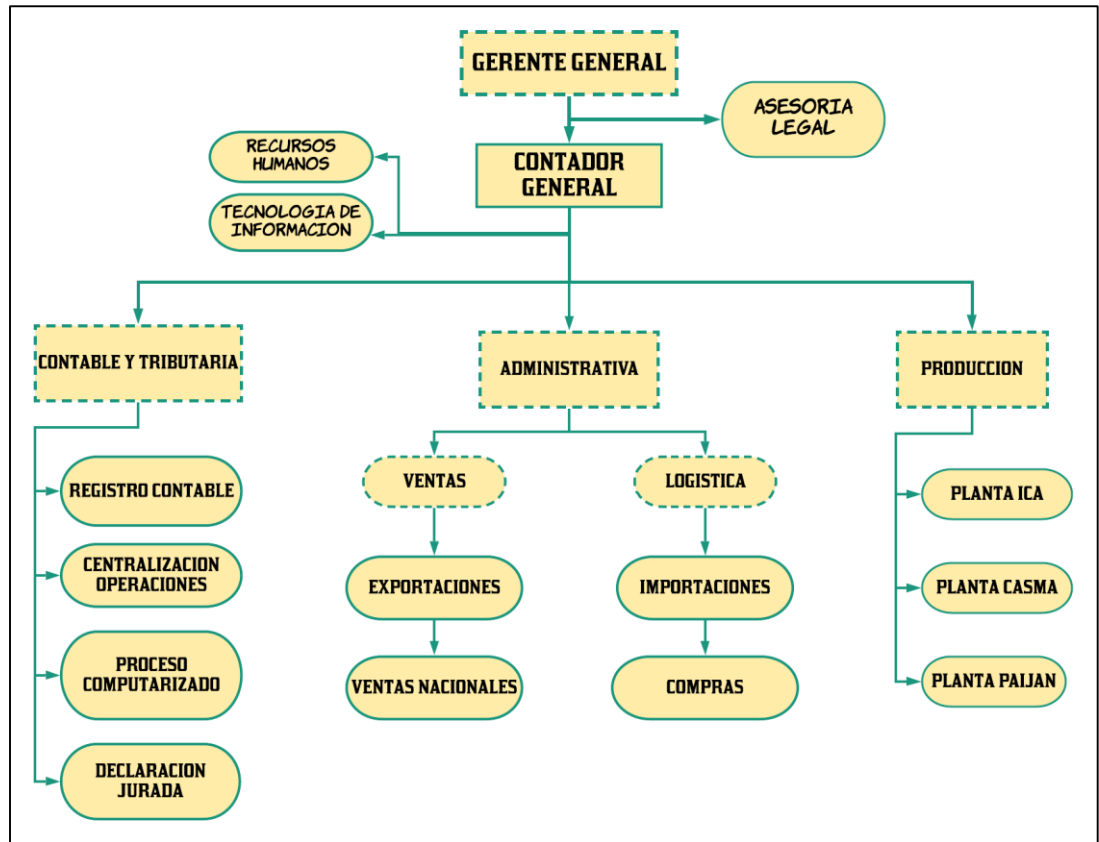 GERENTE GENERAL
ASESORIA
LEGAL
CONTADOR
GENERAL
RECURSOS
HUMANOS
TECNOLOGIA DE
INFORMACION
CONTABLE Y TRIBUTARIA
ADMINISTRATIVA
PRODUCCION
REGISTRO CONTABLE
CENTRALIZACION
OPERACIONES
PROCESO
COMPUTARIZADO
DECLARACION
JURADA
VENTAS
EXPORTACIONES
VENTAS NACIONALES
LOGISTICA
IMPORTACIONES
COMPRAS
PLANTA ICA
PLANTA CASMA
PLANTA PAIJAN